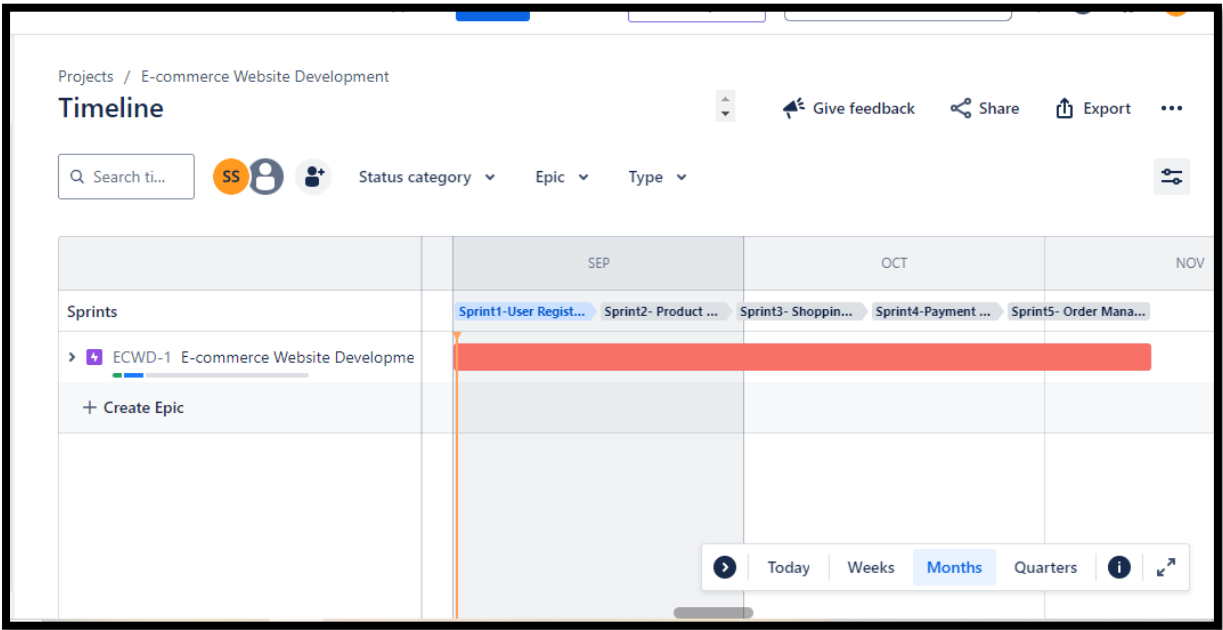 Projects / E-commerce Website Development
Timeline
Give feedback
Share
Export
Search ti...
SS
Status category
Epic
Type
SEP
OCT
NOV
Sprints
Sprint1-User Regist...
Sprint2- Product ...
Sprint3- Shoppin...
Sprint4-Payment ...
Sprint5- Order Mana...
ECWD-1 E-commerce Website Developme
+ Create Epic
Today
Weeks
Months
Quarters